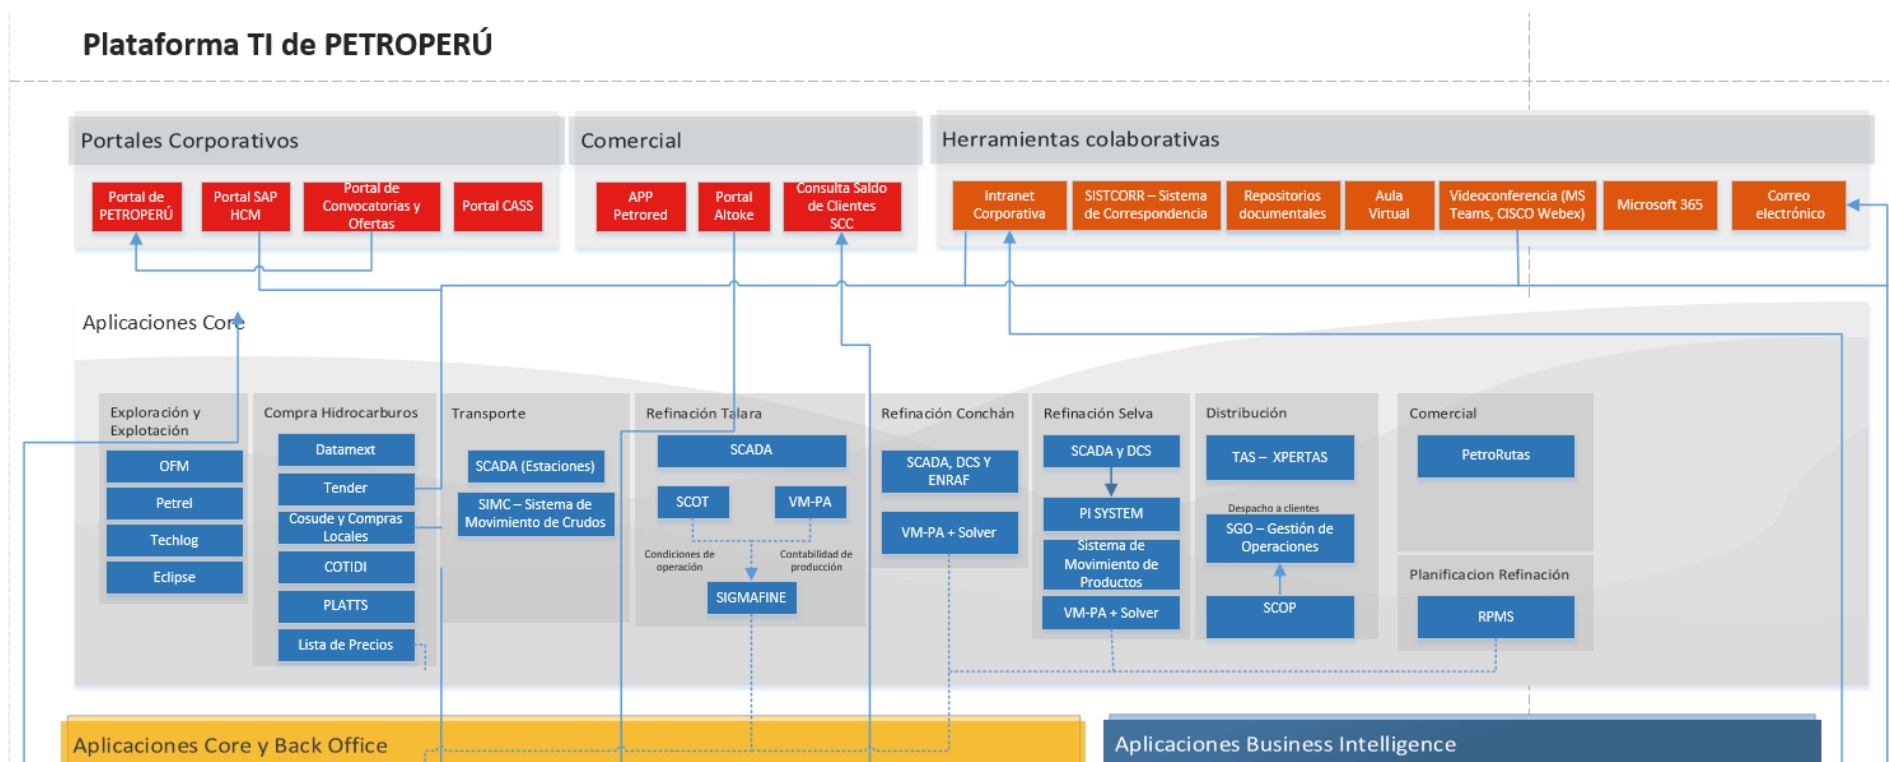 Plataforma TI de PETROPERÚ
Portales Corporativos
Portal de
PETROPERÚ
Portal SAP
HCM
Portal de
Convocatorias y
Ofertas
Portal CASS
Comercial
APP
Petrored
Portal
Altoke
Consulta Saldo
de Clientes
SCC
Herramientas colaborativas
Intranet
Corporativa
SISTCORR – Sistema
de Correspondencia
Repositorios
documentales
Aula
Virtual
Videoconferencia (MS
Teams, CISCO Webex)
Microsoft 365
Correo
electrónico
Aplicaciones Core
Exploración y
Explotación
OFM
Petrel
Techlog
Eclipse
Compra Hidrocarburos
Datamext
Tender
Cosude y Compras
Locales
COTIDI
PLATTS
Lista de Precios
Transporte
SCADA (Estaciones)
SIMC – Sistema de
Movimiento de Crudos
Refinación Talara
SCADA
SCOT
VM-PA
Condiciones de
operación
Contabilidad de
producción
SIGMAFINE
Refinación Conchán
SCADA, DCS Y
ENRAF
VM-PA + Solver
Refinación Selva
SCADA y DCS
PI SYSTEM
Sistema de
Movimiento de
Productos
VM-PA + Solver
Distribución
TAS – XPERTAS
Despacho a clientes
SGO – Gestión de
Operaciones
SCOP
Comercial
PetroRutas
Planificacion Refinación
RPMS
Aplicaciones Core y Back Office
Aplicaciones Business Intelligence